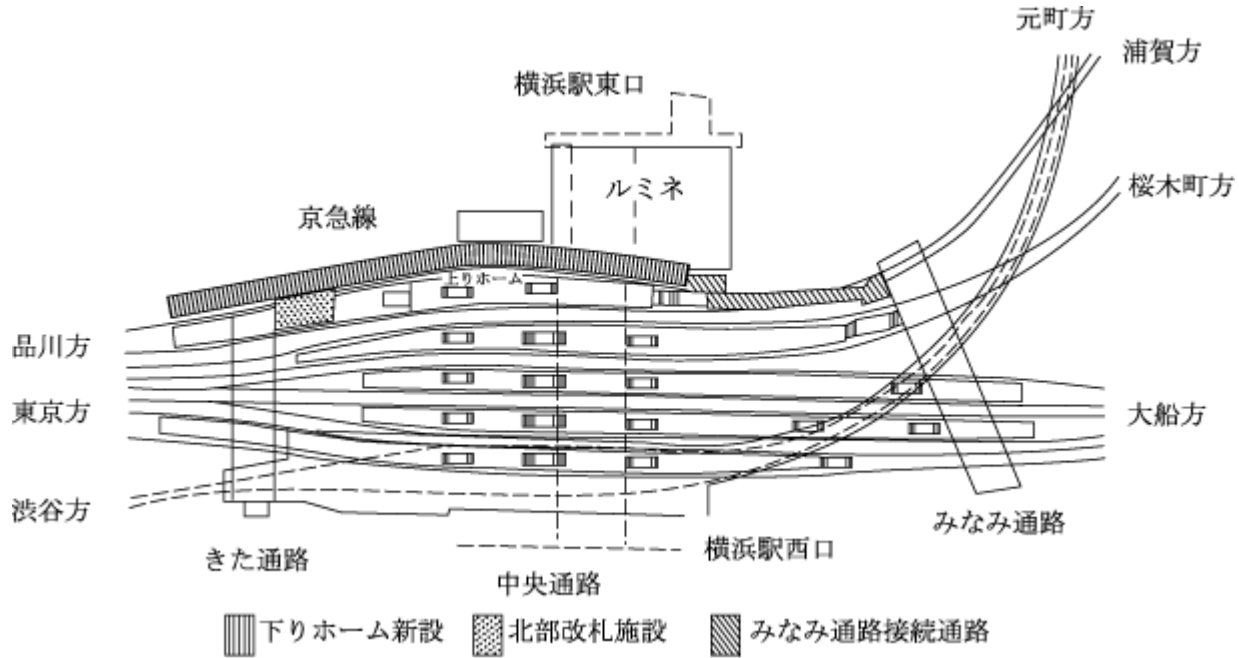 元町方
浦賀方
横浜駅東口
ルミネ
桜木町方
京急線
上りホーム
品川方
東京方
大船方
渋谷方
みなみ通路
横浜駅西口
きた通路
中央通路
下りホーム新設
北部改札施設
みなみ通路接続通路